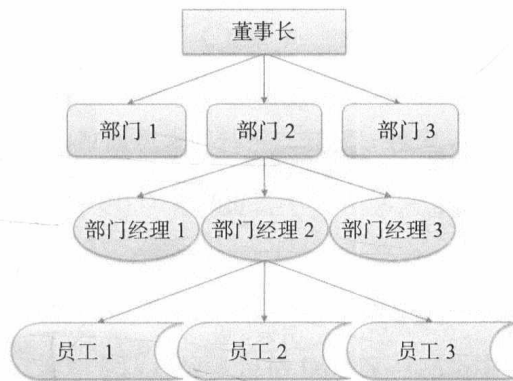 董事长
部门 1 部门 2 部门 3
部门经理 1 部门经理 2 部门经理 3
员工 1 员工 2 员工 3